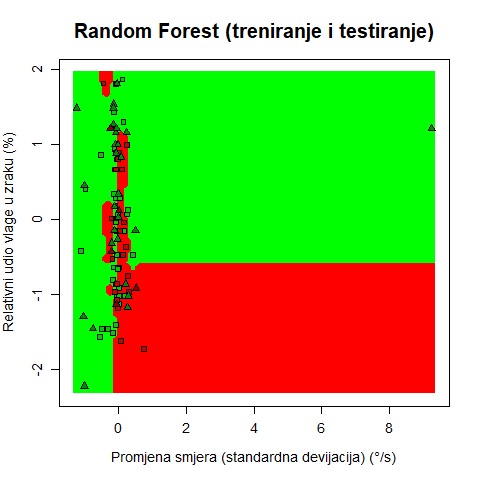 Random Forest (treniranje i testiranje)
Relativni udio vlage u zraku (%)
2
1
0
-1
-2
0 2 4 6 8
Promjena smjera (standardna devijacija) (°/s)